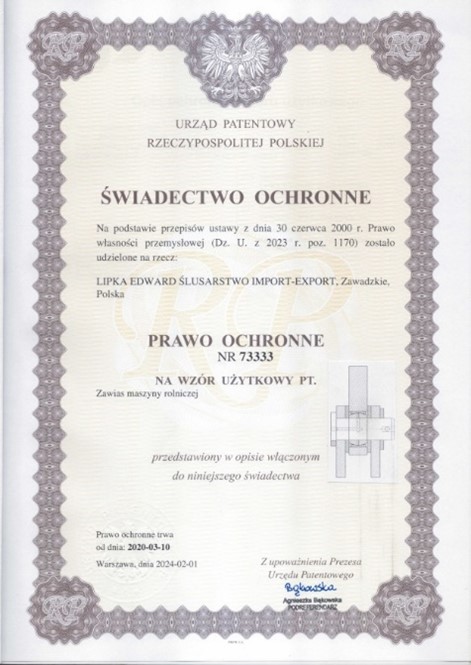 URZĄD PATENTOWY
RZECZYPOSPOLITEJ POLSKIEJ
ŚWIADECTWO OCHRONNE
Na podstawie przepisów ustawy z dnia 30 czerwca 2000 r. Prawo
własności przemysłowej (Dz. U. z 2023 r. poz. 1170) zostało
udzielone na rzecz:
LIPKA EDWARD ŚLUSARSTWO IMPORT-EXPORT, Zawadzkie,
Polska
PRAWO OCHRONNE
NR 73333
NA WZÓR UŻYTKOWY PT.
Zawias maszyny rolniczej
przedstawiony w opisie włączonym
do niniejszego świadectwa
Prawo ochronne trwa
od dnia: 2020-03-10
Warszawa, dnia 2024-02-01
Z upoważnienia Prezesa
Urzędu Patentowego
Bąkowska
Agnieszka Bąkowska
PODREFERENDARZ